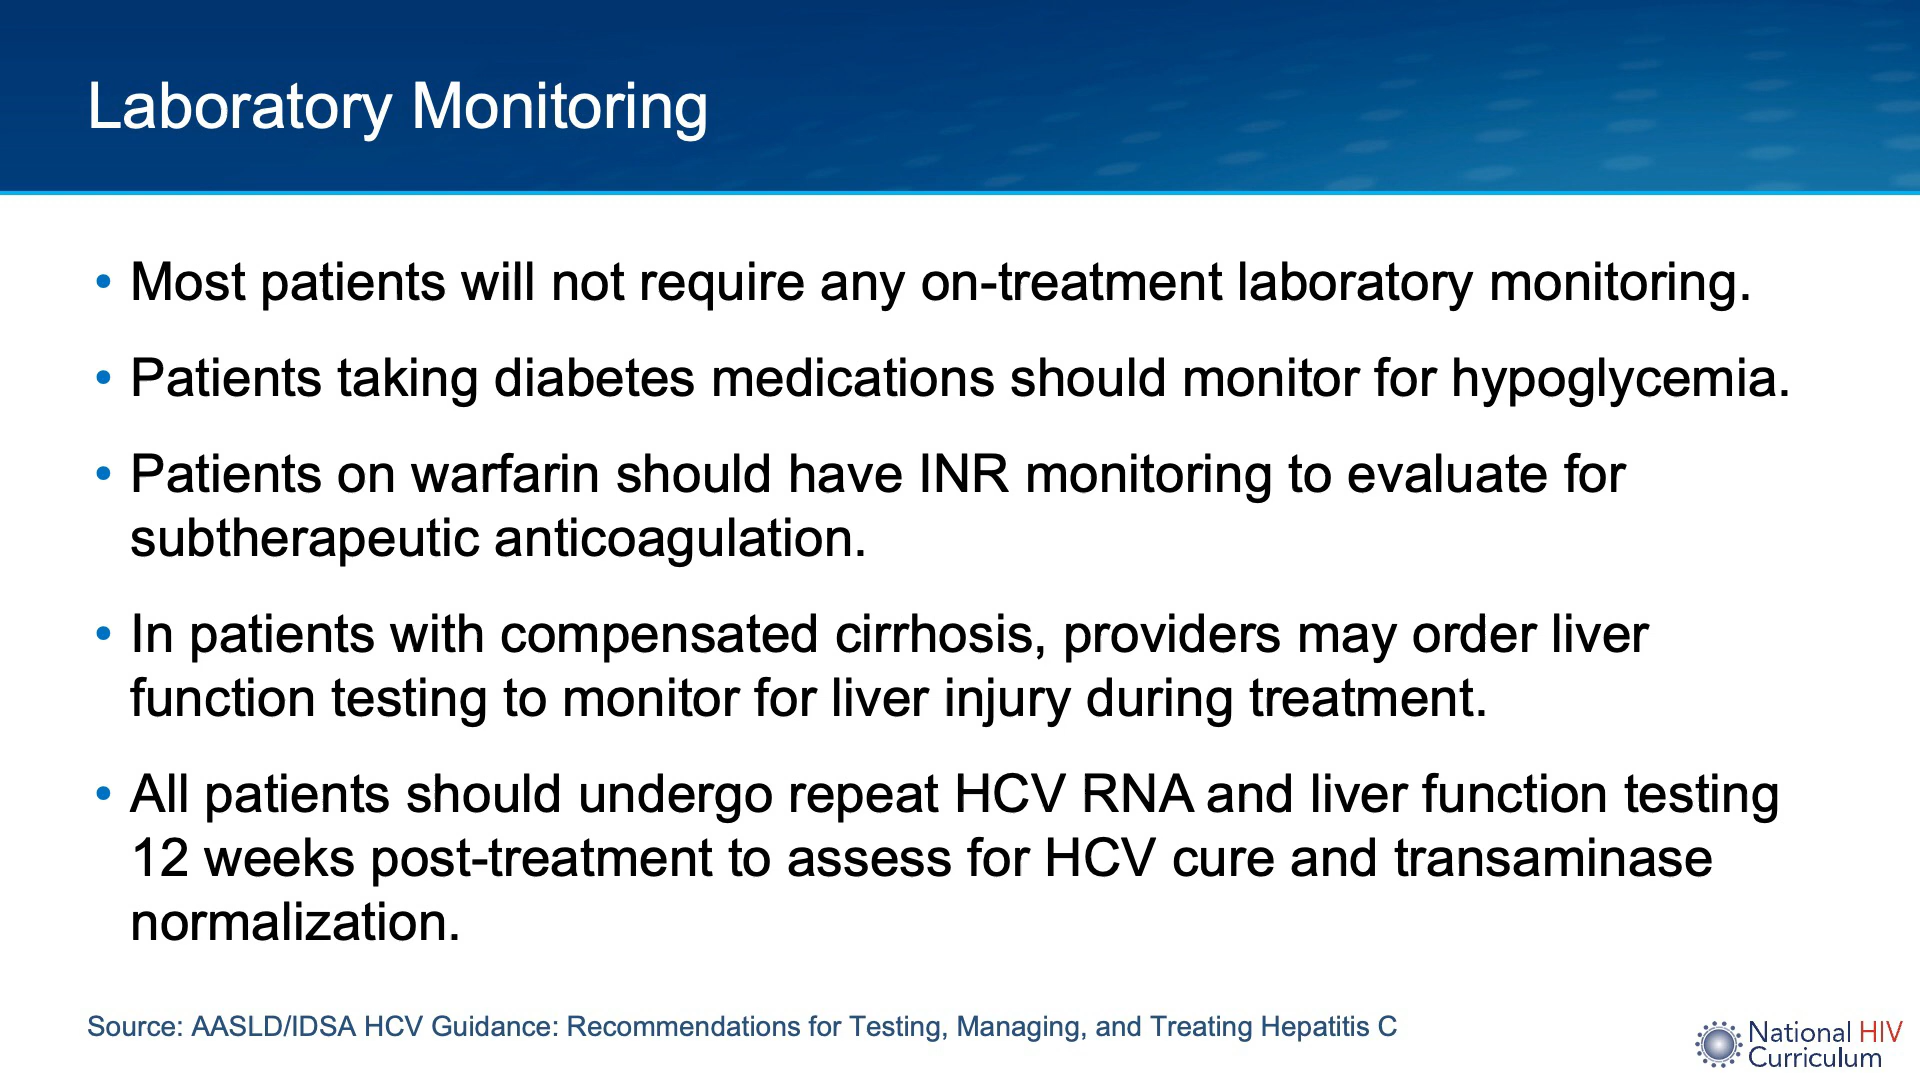 Laboratory Monitoring
• Most patients will not require any on-treatment laboratory monitoring.
• Patients taking diabetes medications should monitor for hypoglycemia.
• Patients on warfarin should have INR monitoring to evaluate for
subtherapeutic anticoagulation.
• In patients with compensated cirrhosis, providers may order liver
function testing to monitor for liver injury during treatment.
• All patients should undergo repeat HCV RNA and liver function testing
12 weeks post-treatment to assess for HCV cure and transaminase
normalization.
Source: AASLD/IDSA HCV Guidance: Recommendations for Testing, Managing, and Treating Hepatitis C
National HIV
Curriculum